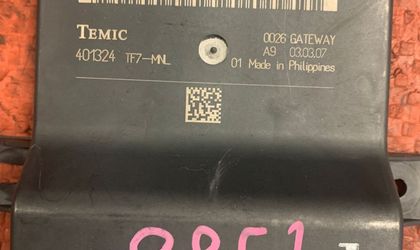 TEMIC
0026 GATEWAY
401324 TF7-MNL
A9 03.03.07
01 Made in Philippines